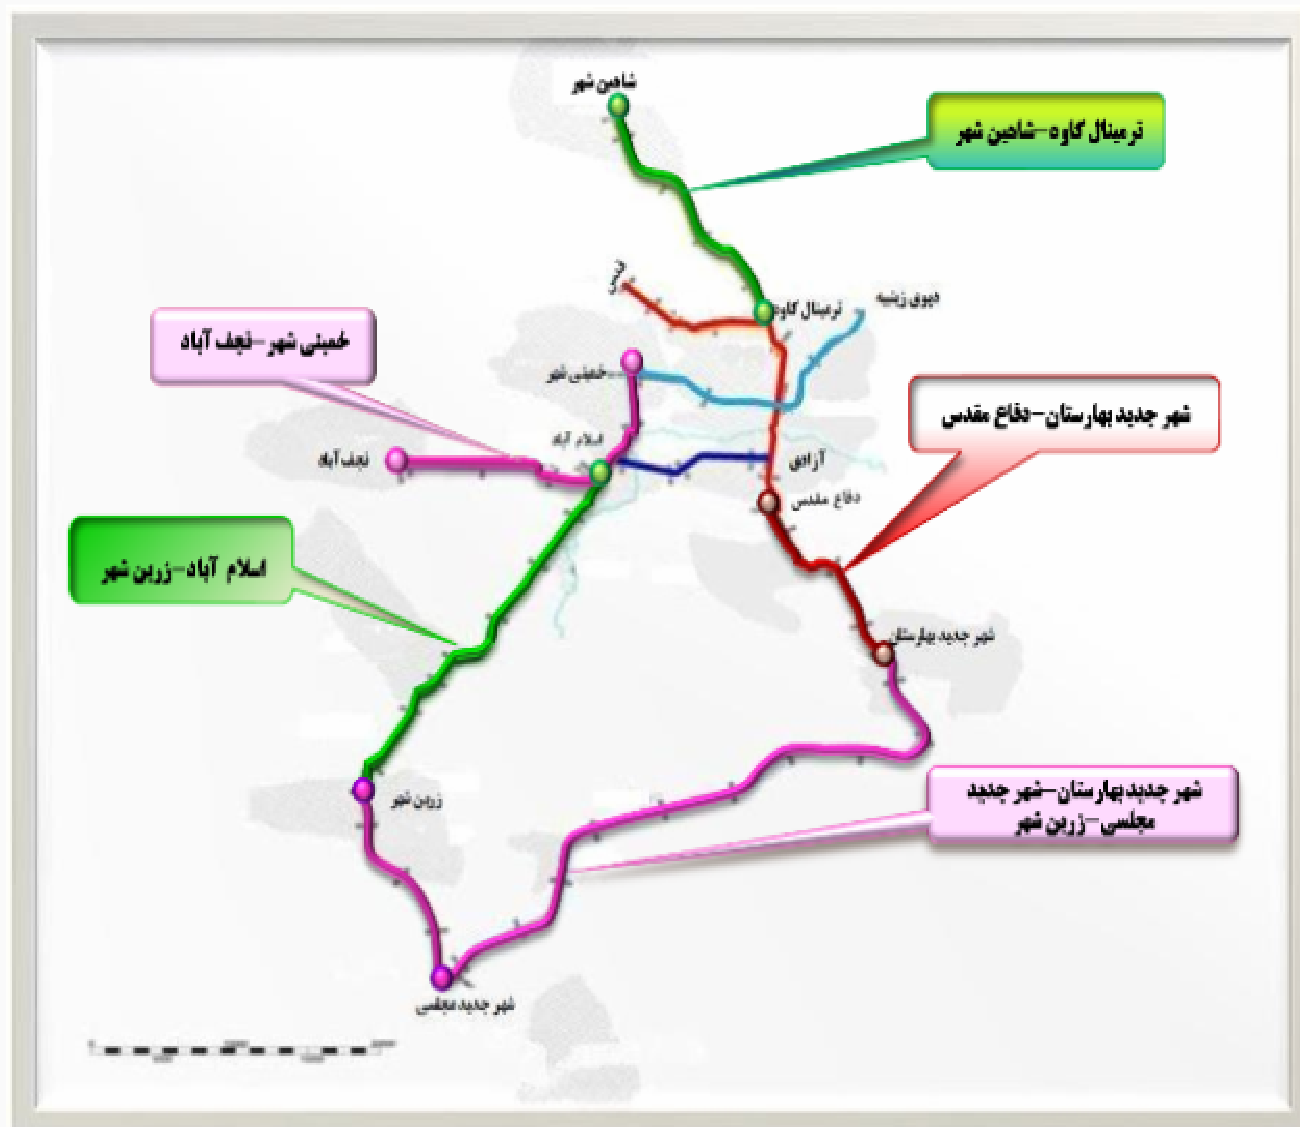 شاهین شهر
ترمینال کاوه-شاهین شهر
قدس
ترمینال کاوه
دپوی زینبیه
خمینی شهر-نجف آباد
خمینی شهر
شهر جدید بهارستان-دفاع مقدس
اسلام آباد
نجف آباد
آزادی
دفاع مقدس
اسلام آباد-زرین شهر
شهر جدید بهارستان
زرین شهر
شهر جدید بهارستان-شهر جدید
مجلسی-زرین شهر
شهر جدید مجلسی